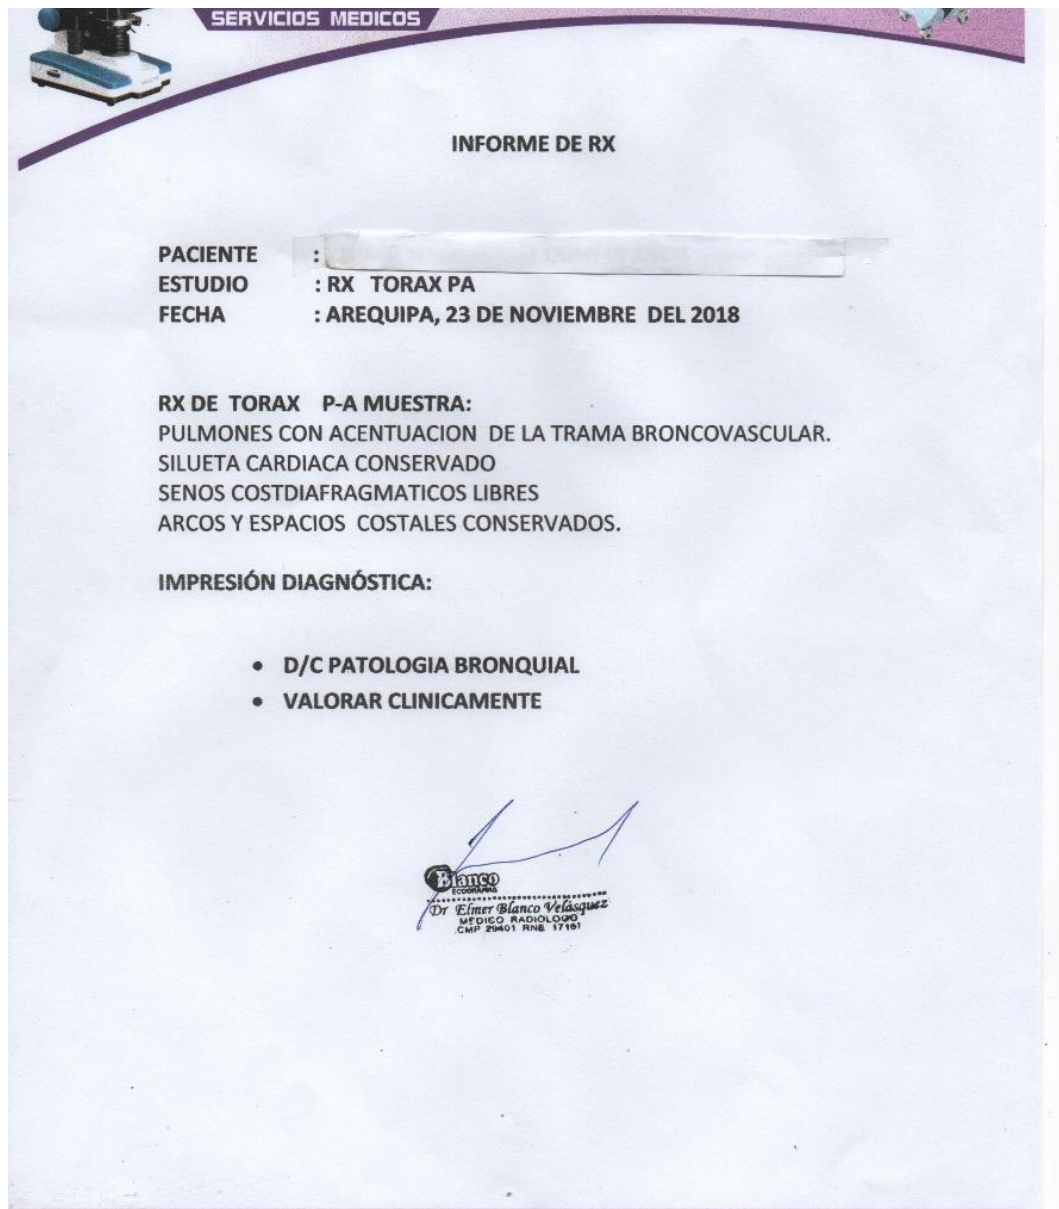 SERVICIOS MEDICOS
INFORME DE RX
PACIENTE :
ESTUDIO : RX TORAX PA
FECHA : AREQUIPA, 23 DE NOVIEMBRE DEL 2018
RX DE TORAX P-A MUESTRA:
PULMONES CON ACENTUACION DE LA TRAMA BRONCOVASCULAR.
SILUETA CARDIACA CONSERVADO
SENOS COSTDIAFRAGMATICOS LIBRES
ARCOS Y ESPACIOS COSTALES CONSERVADOS.
IMPRESIÓN DIAGNÓSTICA:
• D/C PATOLOGIA BRONQUIAL
• VALORAR CLINICAMENTE
Blanco
ECOGRAFIAS
Dr Elmer Blanco Velásquez
MEDICO RADIOLOGO
CMP 29401 RNE 17161